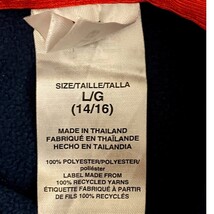 SIZE/TAILLE/TALLA
L/G
(14/16)
MADE IN THAILAND
FABRIQUÉ EN THAÏLANDE
HECHO EN TAILANDIA
100% POLYESTER/POLYESTER/
poliéster
LABEL MADE FROM
100% RECYCLED YARNS
ÉTIQUETTE FABRIQUÉ À PARTIR
DE FILS 100% RECYCLÉS